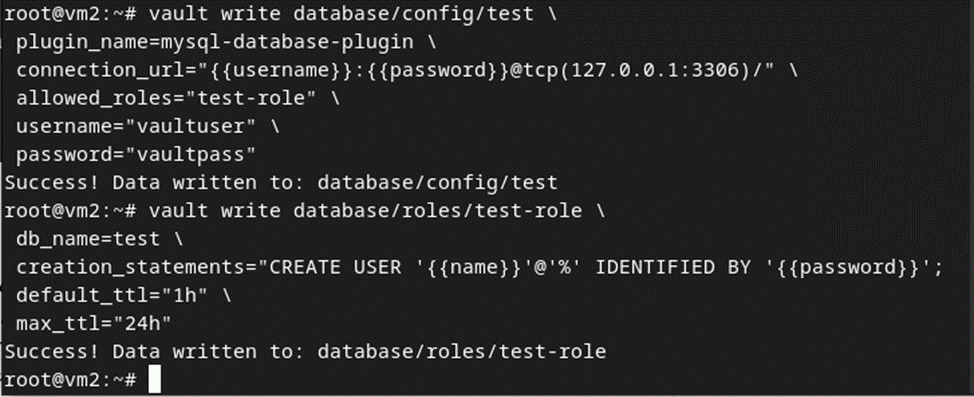 root@vm2:~# vault write database/config/test \
plugin_name=mysql-database-plugin \
connection_url="{{username}}:{{password}}@tcp(127.0.0.1:3306)/" \
allowed_roles="test-role" \
username="vaultuser" \
password="vaultpass"
Success! Data written to: database/config/test
root@vm2:~# vault write database/roles/test-role \
db_name=test \
creation_statements="CREATE USER '{{name}}'@'%' IDENTIFIED BY '{{password}}';
default_ttl="1h" \
max_ttl="24h"
Success! Data written to: database/roles/test-role
root@vm2:~#